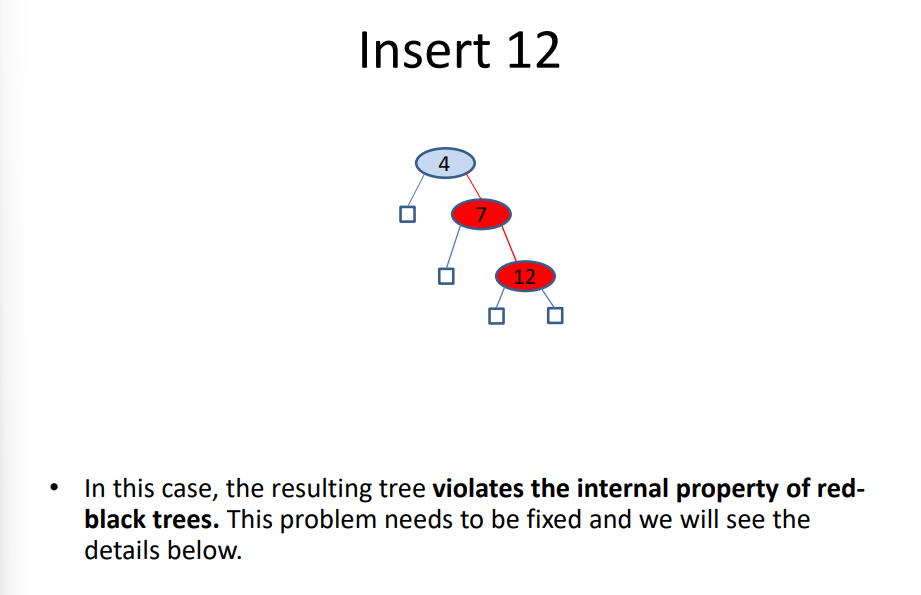 Insert 12
4
7
12
• In this case, the resulting tree violates the internal property of red-
black trees. This problem needs to be fixed and we will see the
details below.